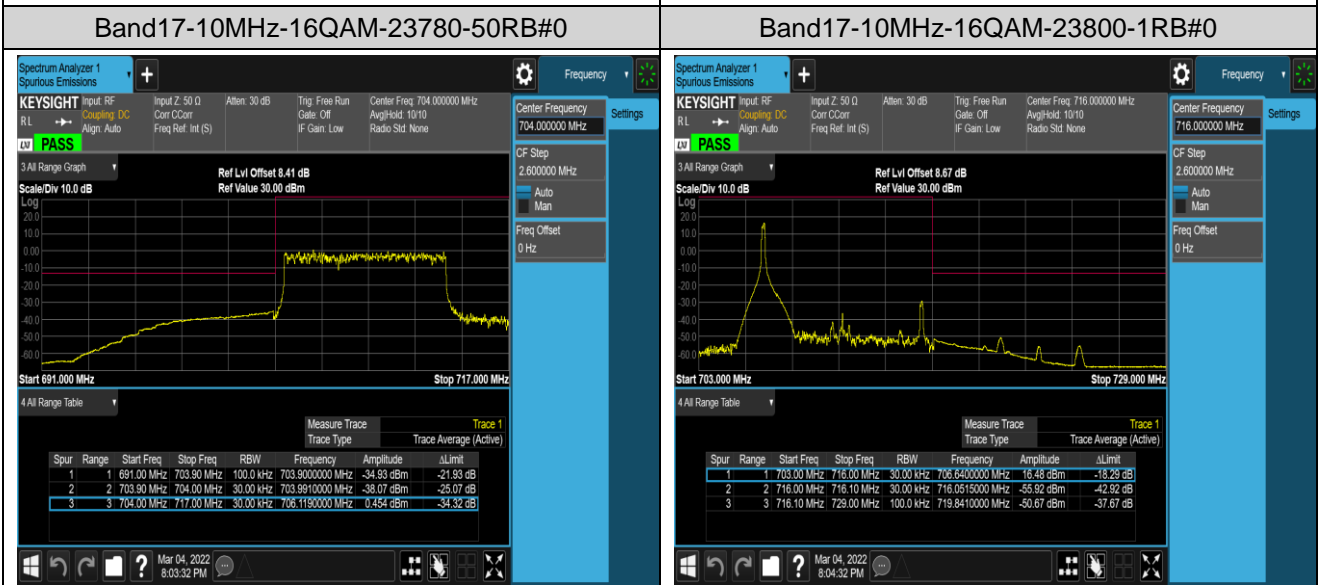 Band17-10MHz-16QAM-23780-50RB#0
Spectrum Analyzer 1
Spurious Emissions
+
Frequency
KEYSIGHT Input: RF Input Z: 50 Ω Atten: 30 dB Trig: Free Run Center Freq: 704.000000 MHz
RL Coupling: DC Corr CCorr Gate: Off Avg|Hold: 10/10
Align: Auto Freq Ref: Int (S) IF Gain: Low Radio Std: None
LXI PASS
Center Frequency
704.000000 MHz
Settings
CF Step
2.600000 MHz
Auto
Man
Freq Offset
0 Hz
3 All Range Graph
Ref Lvl Offset 8.41 dB
Scale/Div 10.0 dB Ref Value 30.00 dBm
Log
20.0
10.0
0.00
-10.0
-20.0
-30.0
-40.0
-50.0
-60.0
Start 691.000 MHz Stop 717.000 MHz
4 All Range Table
Measure Trace Trace 1
Trace Type Trace Average (Active)
Spur Range Start Freq Stop Freq RBW Frequency Amplitude ΔLimit
1 1 691.00 MHz 703.90 MHz 100.0 kHz 703.9000000 MHz -34.93 dBm -21.93 dB
2 2 703.90 MHz 704.00 MHz 30.00 kHz 703.9910000 MHz -38.07 dBm -25.07 dB
3 3 704.00 MHz 717.00 MHz 30.00 kHz 706.1190000 MHz 0.454 dBm -34.32 dB
? Mar 04, 2022
8:03:32 PM
Band17-10MHz-16QAM-23800-1RB#0
Spectrum Analyzer 1
Spurious Emissions
+
Frequency
KEYSIGHT Input: RF Input Z: 50 Ω Atten: 30 dB Trig: Free Run Center Freq: 716.000000 MHz
RL Coupling: DC Corr CCorr Gate: Off Avg|Hold: 10/10
Align: Auto Freq Ref: Int (S) IF Gain: Low Radio Std: None
LXI PASS
Center Frequency
716.000000 MHz
Settings
CF Step
2.600000 MHz
Auto
Man
Freq Offset
0 Hz
3 All Range Graph
Ref Lvl Offset 8.67 dB
Scale/Div 10.0 dB Ref Value 30.00 dBm
Log
20.0
10.0
0.00
-10.0
-20.0
-30.0
-40.0
-50.0
-60.0
Start 703.000 MHz Stop 729.000 MHz
4 All Range Table
Measure Trace Trace 1
Trace Type Trace Average (Active)
Spur Range Start Freq Stop Freq RBW Frequency Amplitude ΔLimit
1 1 703.00 MHz 716.00 MHz 30.00 kHz 706.6400000 MHz 16.48 dBm -18.29 dB
2 2 716.00 MHz 716.10 MHz 30.00 kHz 716.0515000 MHz -55.92 dBm -42.92 dB
3 3 716.10 MHz 729.00 MHz 100.0 kHz 719.8410000 MHz -50.67 dBm -37.67 dB
? Mar 04, 2022
8:04:32 PM